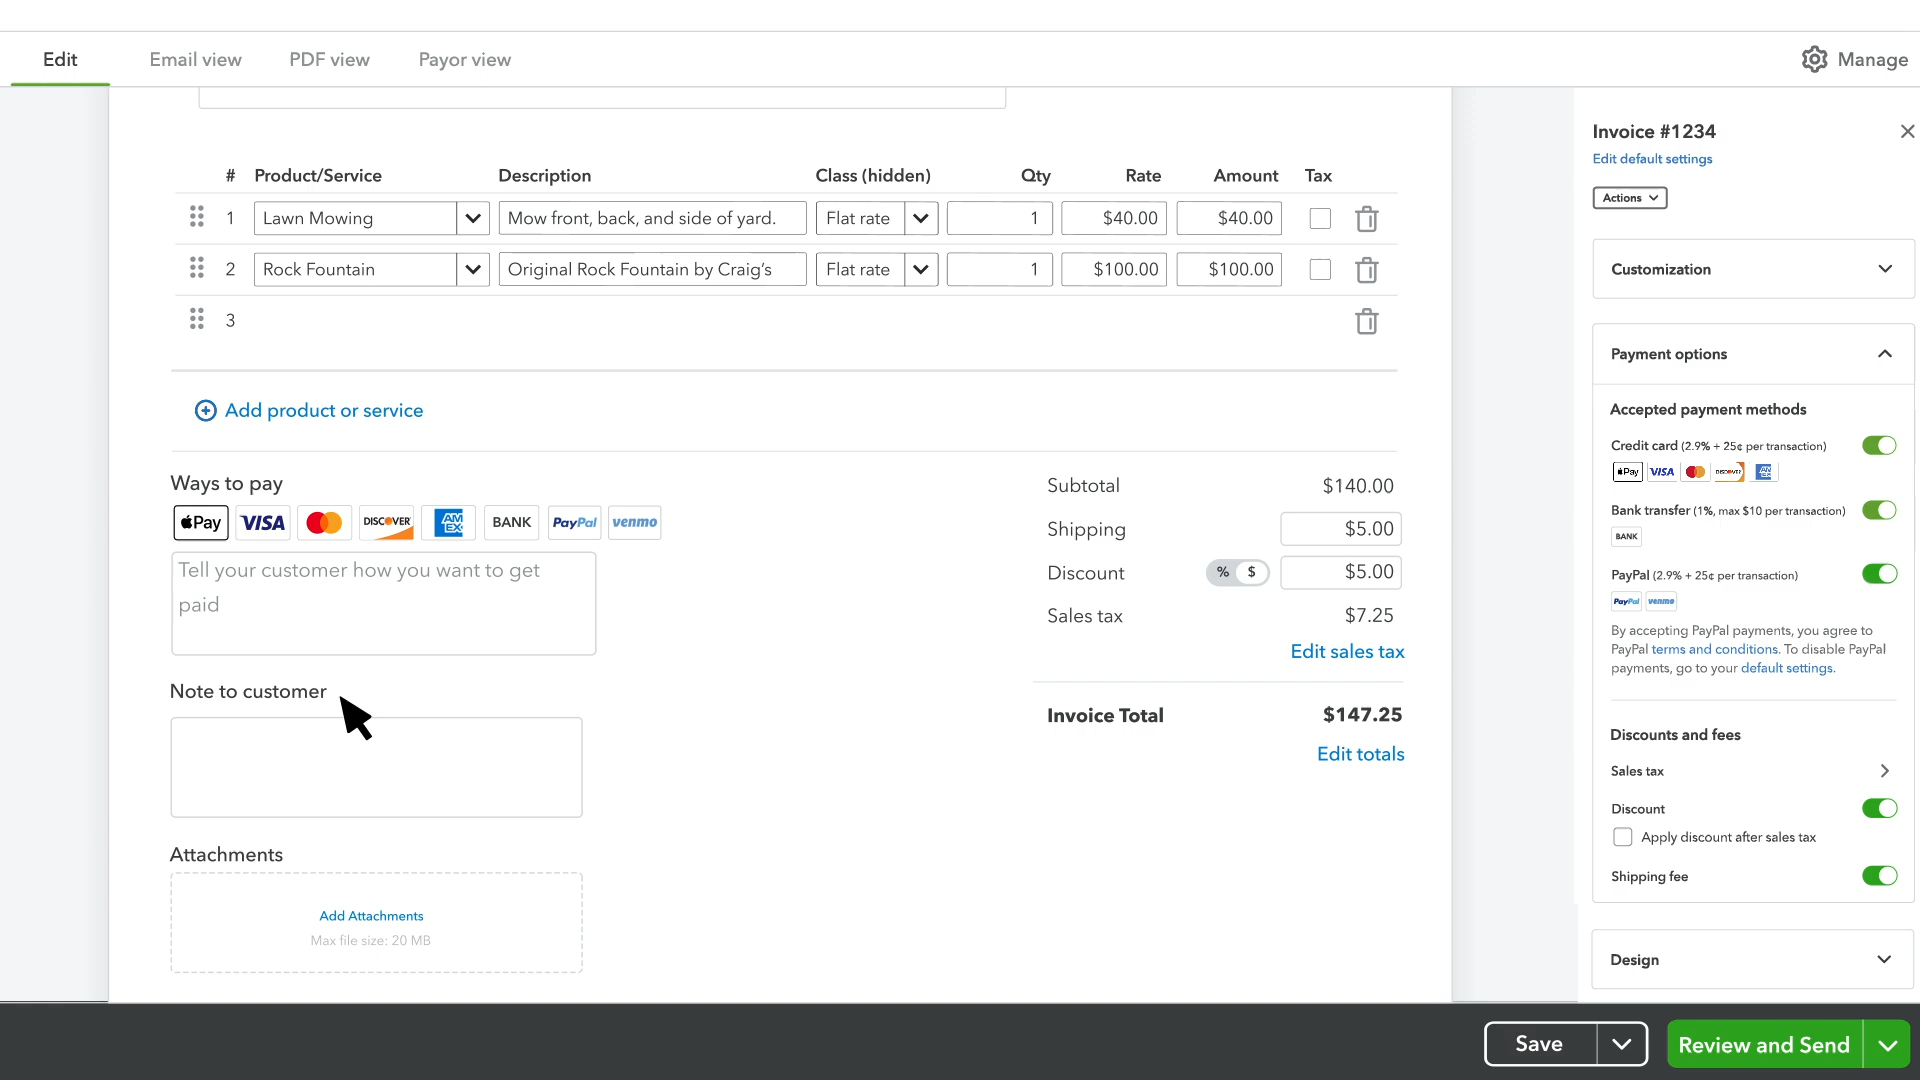 Edit
Email view
PDF view
Payor view
Manage
# Product/Service Description Class (hidden) Qty Rate Amount Tax
1 Lawn Mowing Mow front, back, and side of yard. Flat rate 1 $40.00 $40.00
2 Rock Fountain Original Rock Fountain by Craig's Flat rate 1 $100.00 $100.00
3
Add product or service
Ways to pay
Pay VISA DISCOVER AM EX BANK PayPal venmo
Tell your customer how you want to get
paid
Note to customer
Attachments
Add Attachments
Max file size: 20 MB
Subtotal $140.00
Shipping $5.00
Discount % $ $5.00
Sales tax $7.25
Edit sales tax
Invoice Total $147.25
Edit totals
Invoice #1234
Edit default settings
Actions
Customization
Payment options
Accepted payment methods
Credit card (2.9% + 25¢ per transaction)
Pay VISA DISCOVER AM EX
Bank transfer (1%, max $10 per transaction)
BANK
PayPal (2.9% + 25¢ per transaction)
PayPal venmo
By accepting PayPal payments, you agree to
PayPal terms and conditions. To disable PayPal
payments, go to your default settings.
Discounts and fees
Sales tax
Discount
Apply discount after sales tax
Shipping fee
Design
Save
Review and Send